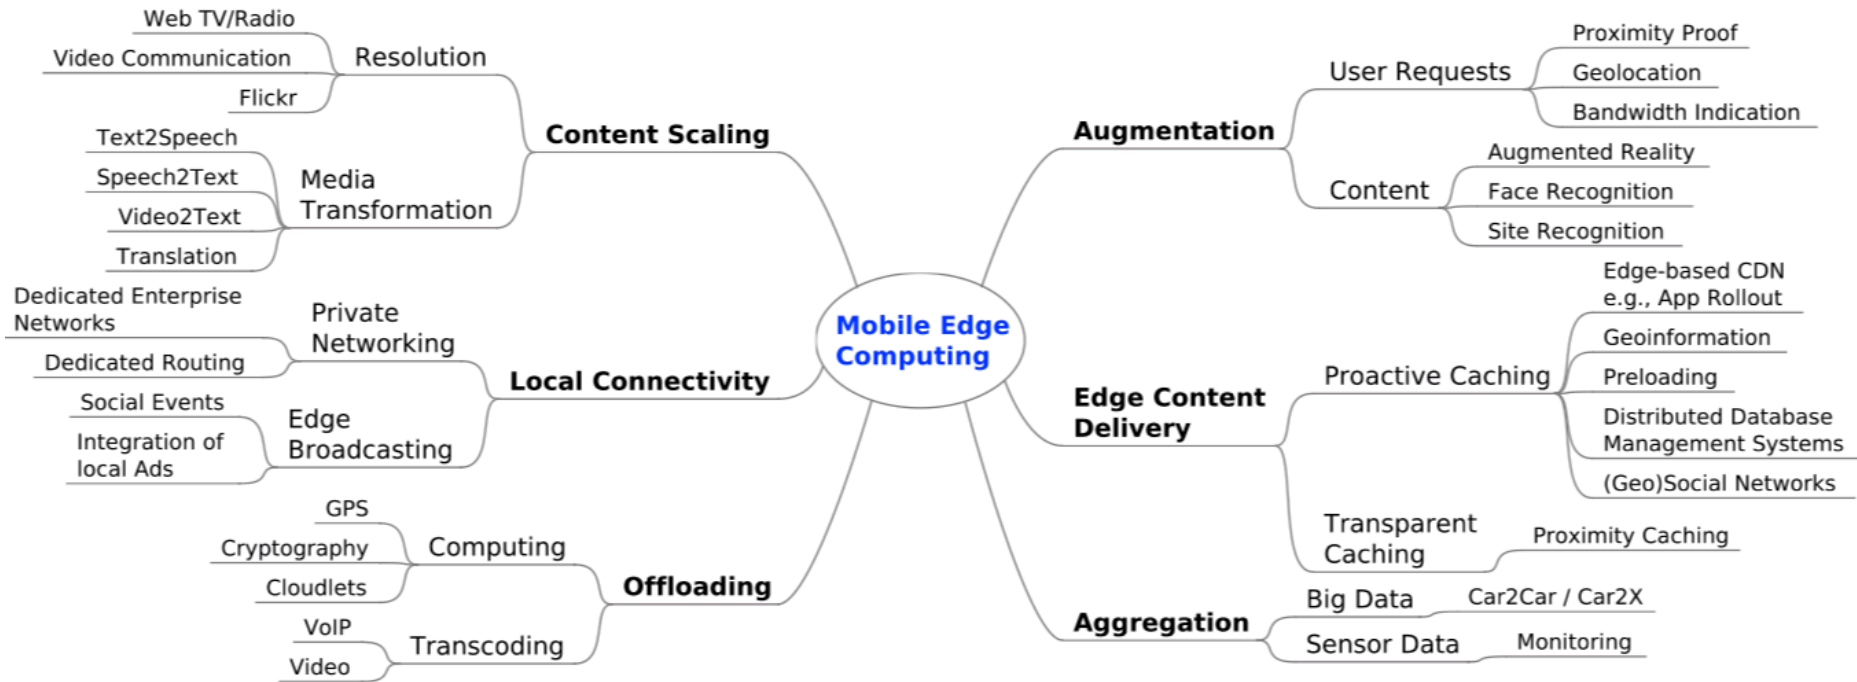 Web TV/Radio
Video Communication
Flickr
Resolution
Text2Speech
Speech2Text
Video2Text
Translation
Media
Transformation
Content Scaling
Dedicated Enterprise
Networks
Dedicated Routing
Private
Networking
Social Events
Integration of
local Ads
Edge
Broadcasting
Local Connectivity
GPS
Cryptography
Cloudlets
Computing
VoIP
Video
Transcoding
Offloading
Mobile Edge
Computing
Augmentation
User Requests
Proximity Proof
Geolocation
Bandwidth Indication
Content
Augmented Reality
Face Recognition
Site Recognition
Edge Content
Delivery
Proactive Caching
Edge-based CDN
e.g., App Rollout
Geoinformation
Preloading
Distributed Database
Management Systems
(Geo)Social Networks
Transparent
Caching
Proximity Caching
Aggregation
Big Data
Car2Car / Car2X
Sensor Data
Monitoring